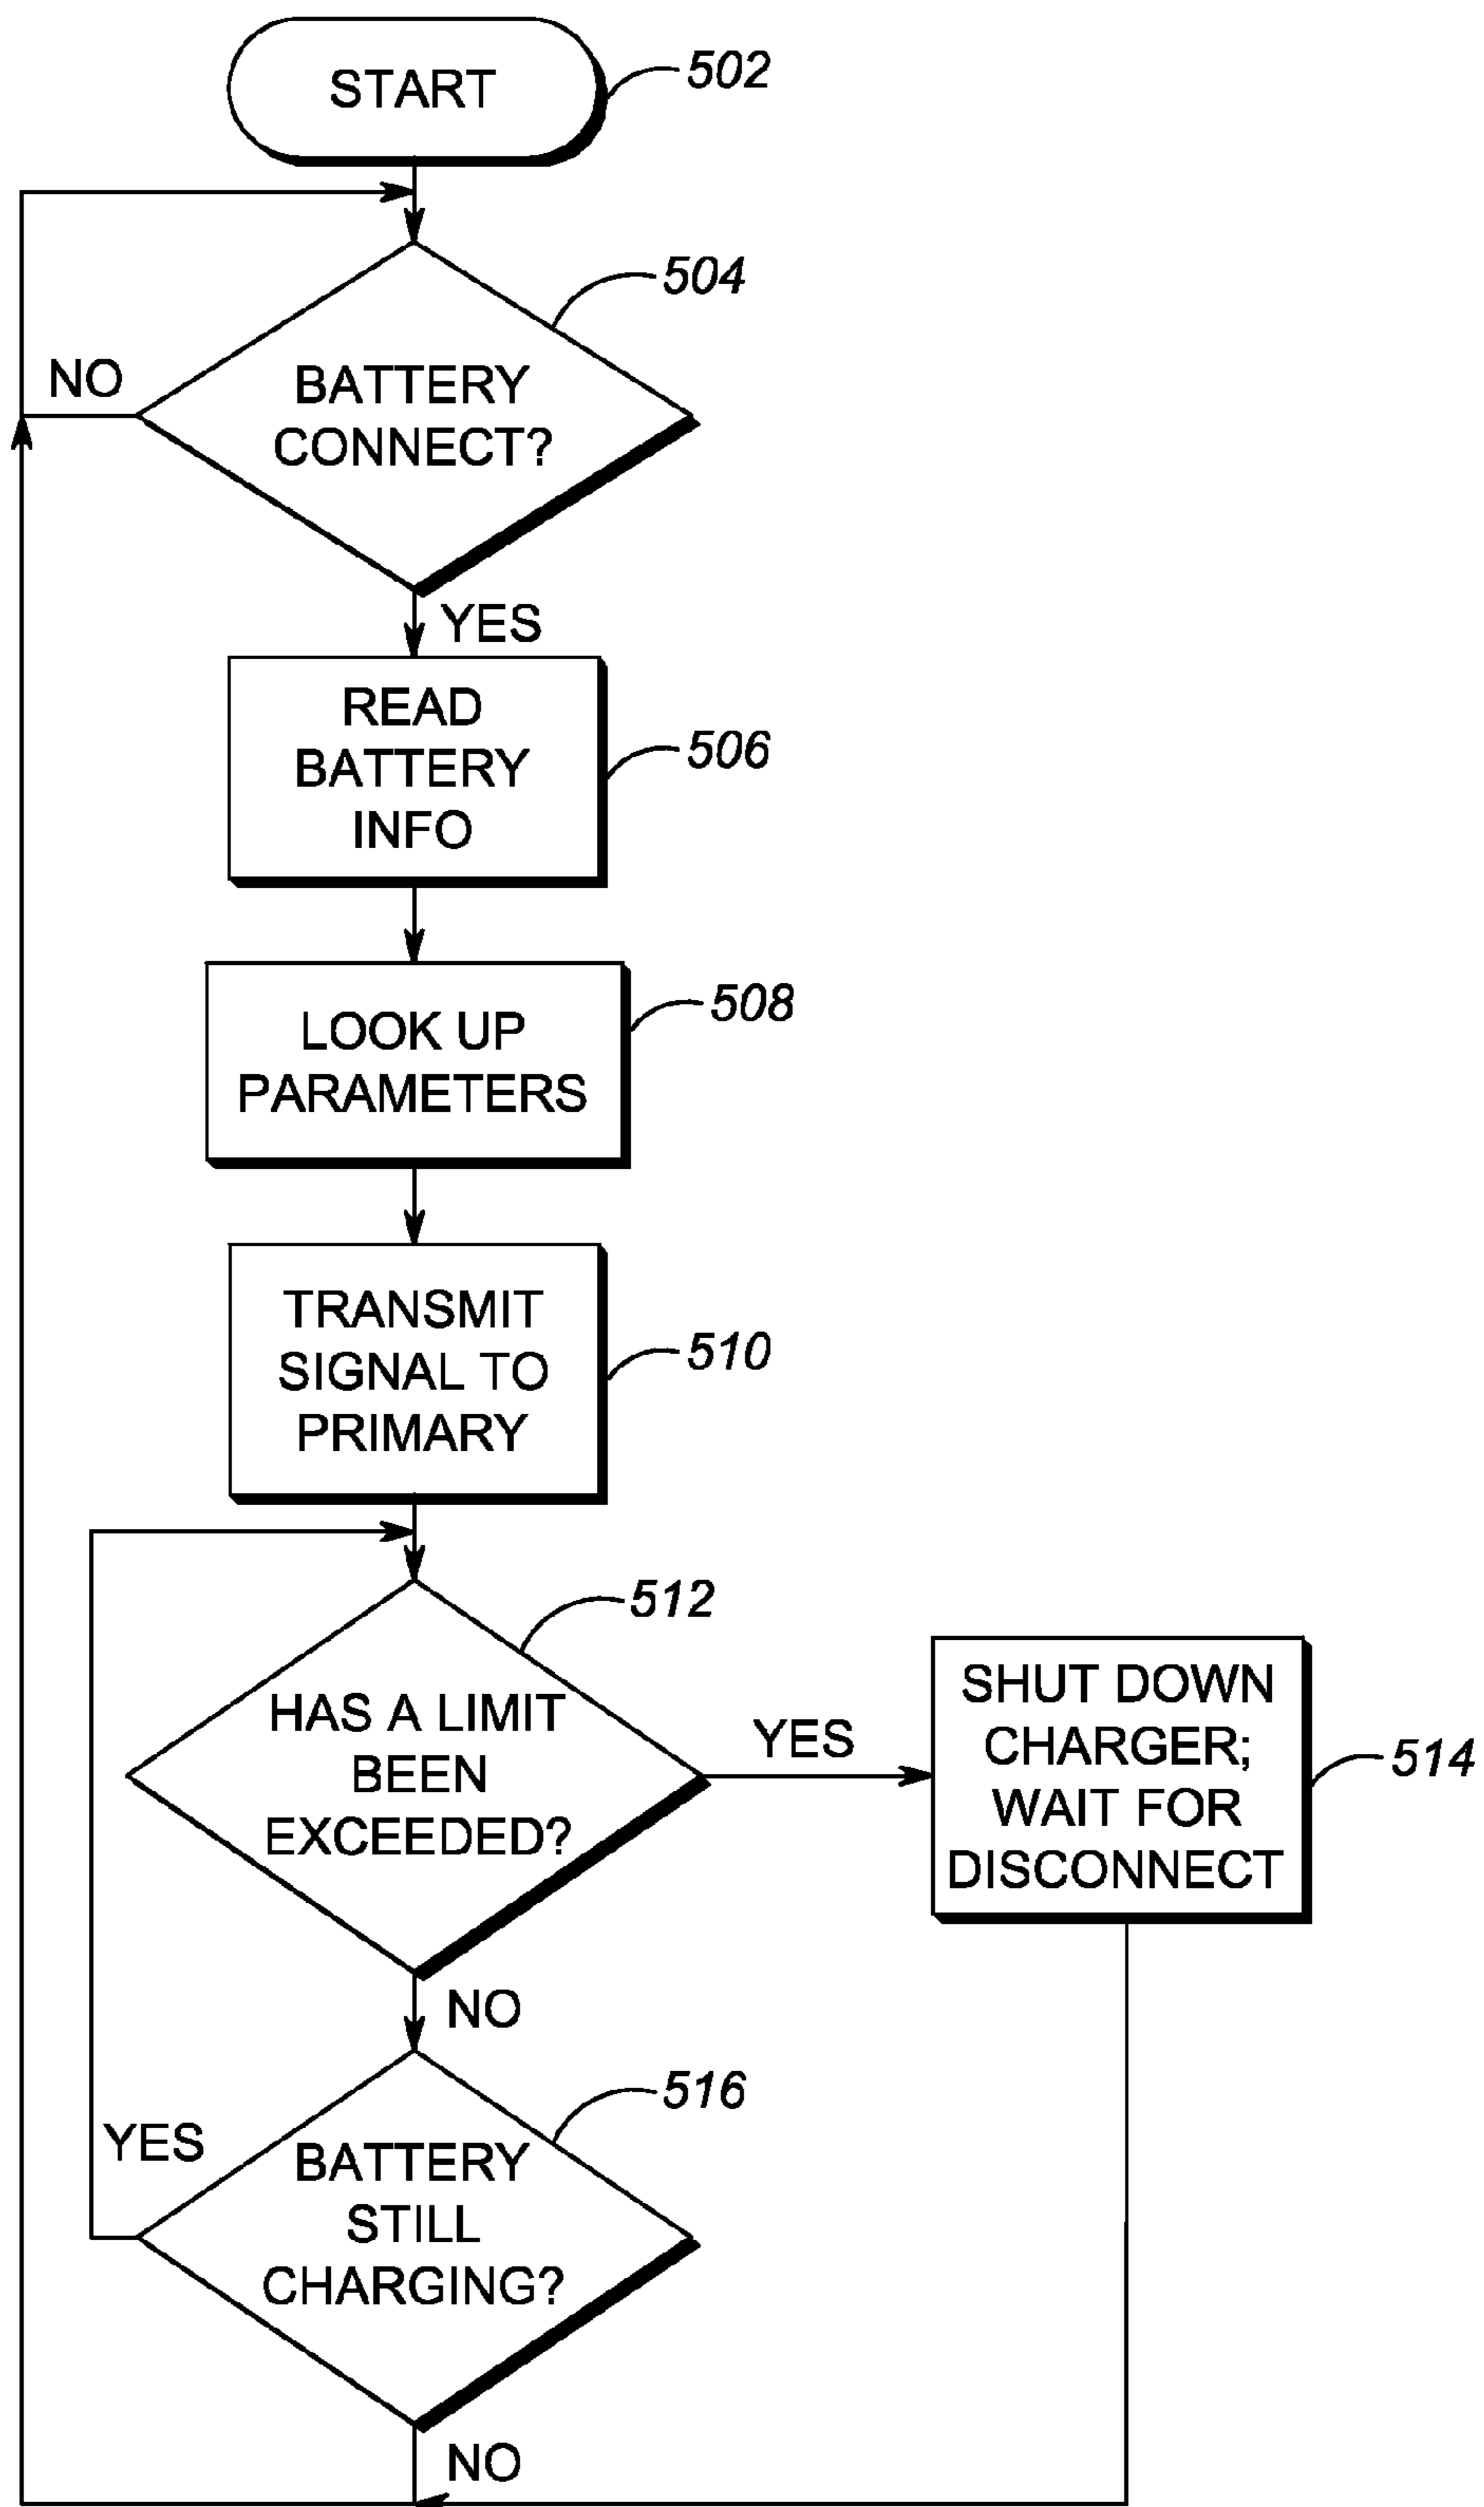 START
502
504
NO
BATTERY
CONNECT?
YES
READ
BATTERY
INFO
506
LOOK UP
PARAMETERS
508
TRANSMIT
SIGNAL TO
PRIMARY
510
512
HAS A LIMIT
BEEN
EXCEEDED?
YES
SHUT DOWN
CHARGER;
WAIT FOR
DISCONNECT
514
NO
516
YES
BATTERY
STILL
CHARGING?
NO